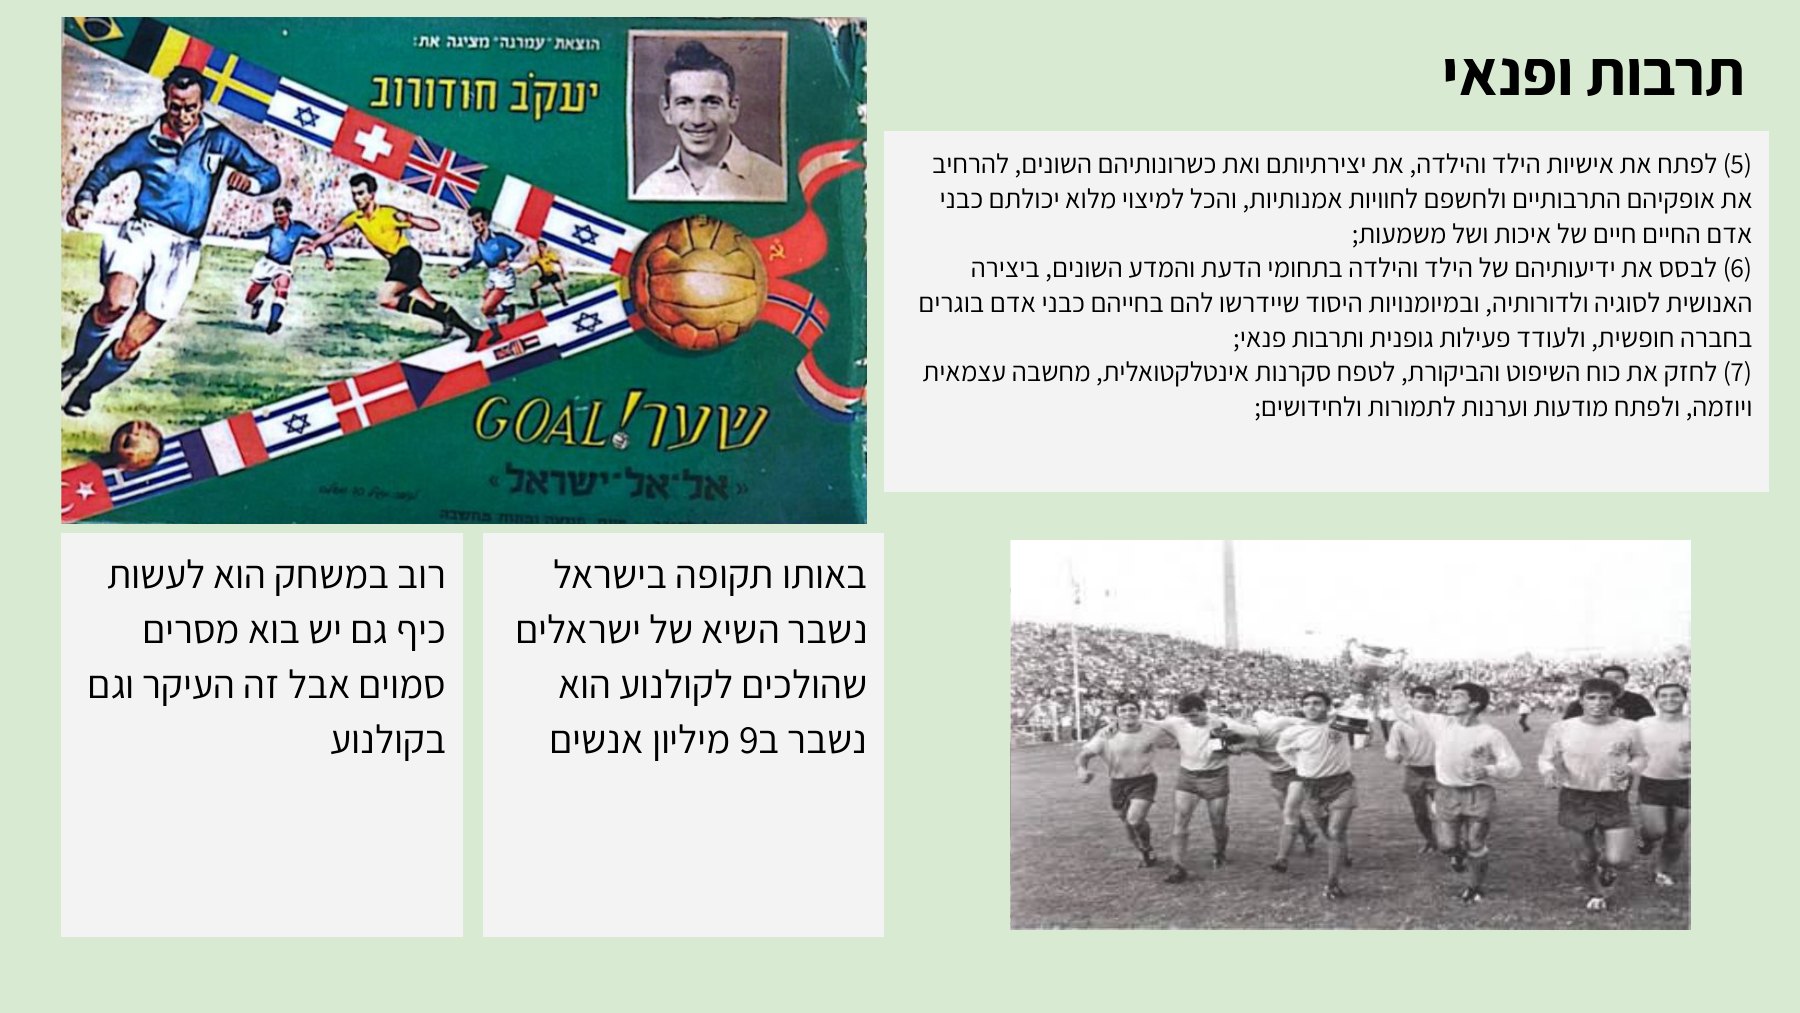 תרבות ופנאי
(5) לפתח את אישיות הילד והילדה, את יצירתיותם ואת כשרונותיהם השונים, להרחיב
את אופקיהם התרבותיים ולחשפם לחוויות אמנותיות, והכל למיצוי מלוא יכולתם כבני
אדם החיים חיים של איכות ושל משמעות;
(6) לבסס את ידיעותיהם של הילד והילדה בתחומי הדעת והמדע השונים, ביצירה
האנושית לסוגיה ולדורותיה, ובמיומנויות היסוד שיידרשו להם בחייהם כבני אדם בוגרים
בחברה חופשית, ולעודד פעילות גופנית ותרבות פנאי;
(7) לחזק את כוח השיפוט והביקורת, לטפח סקרנות אינטלקטואלית, מחשבה עצמאית
ויוזמה, ולפתח מודעות וערנות לתמורות ולחידושים;
הוצאת "עמרנה" מציגה את:
יעקב חודורוב
שער! GOAL
«אל־אל־ישראל»
באותו תקופה בישראל
נשבר השיא של ישראלים
שהולכים לקולנוע הוא
נשבר ב9 מיליון אנשים
רוב במשחק הוא לעשות
כיף גם יש בוא מסרים
סמוים אבל זה העיקר וגם
בקולנוע